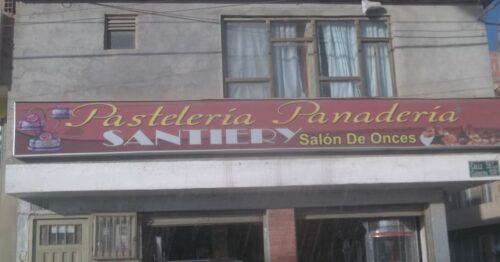 Pastelería Panadería
SANTIERY Salón De Onces